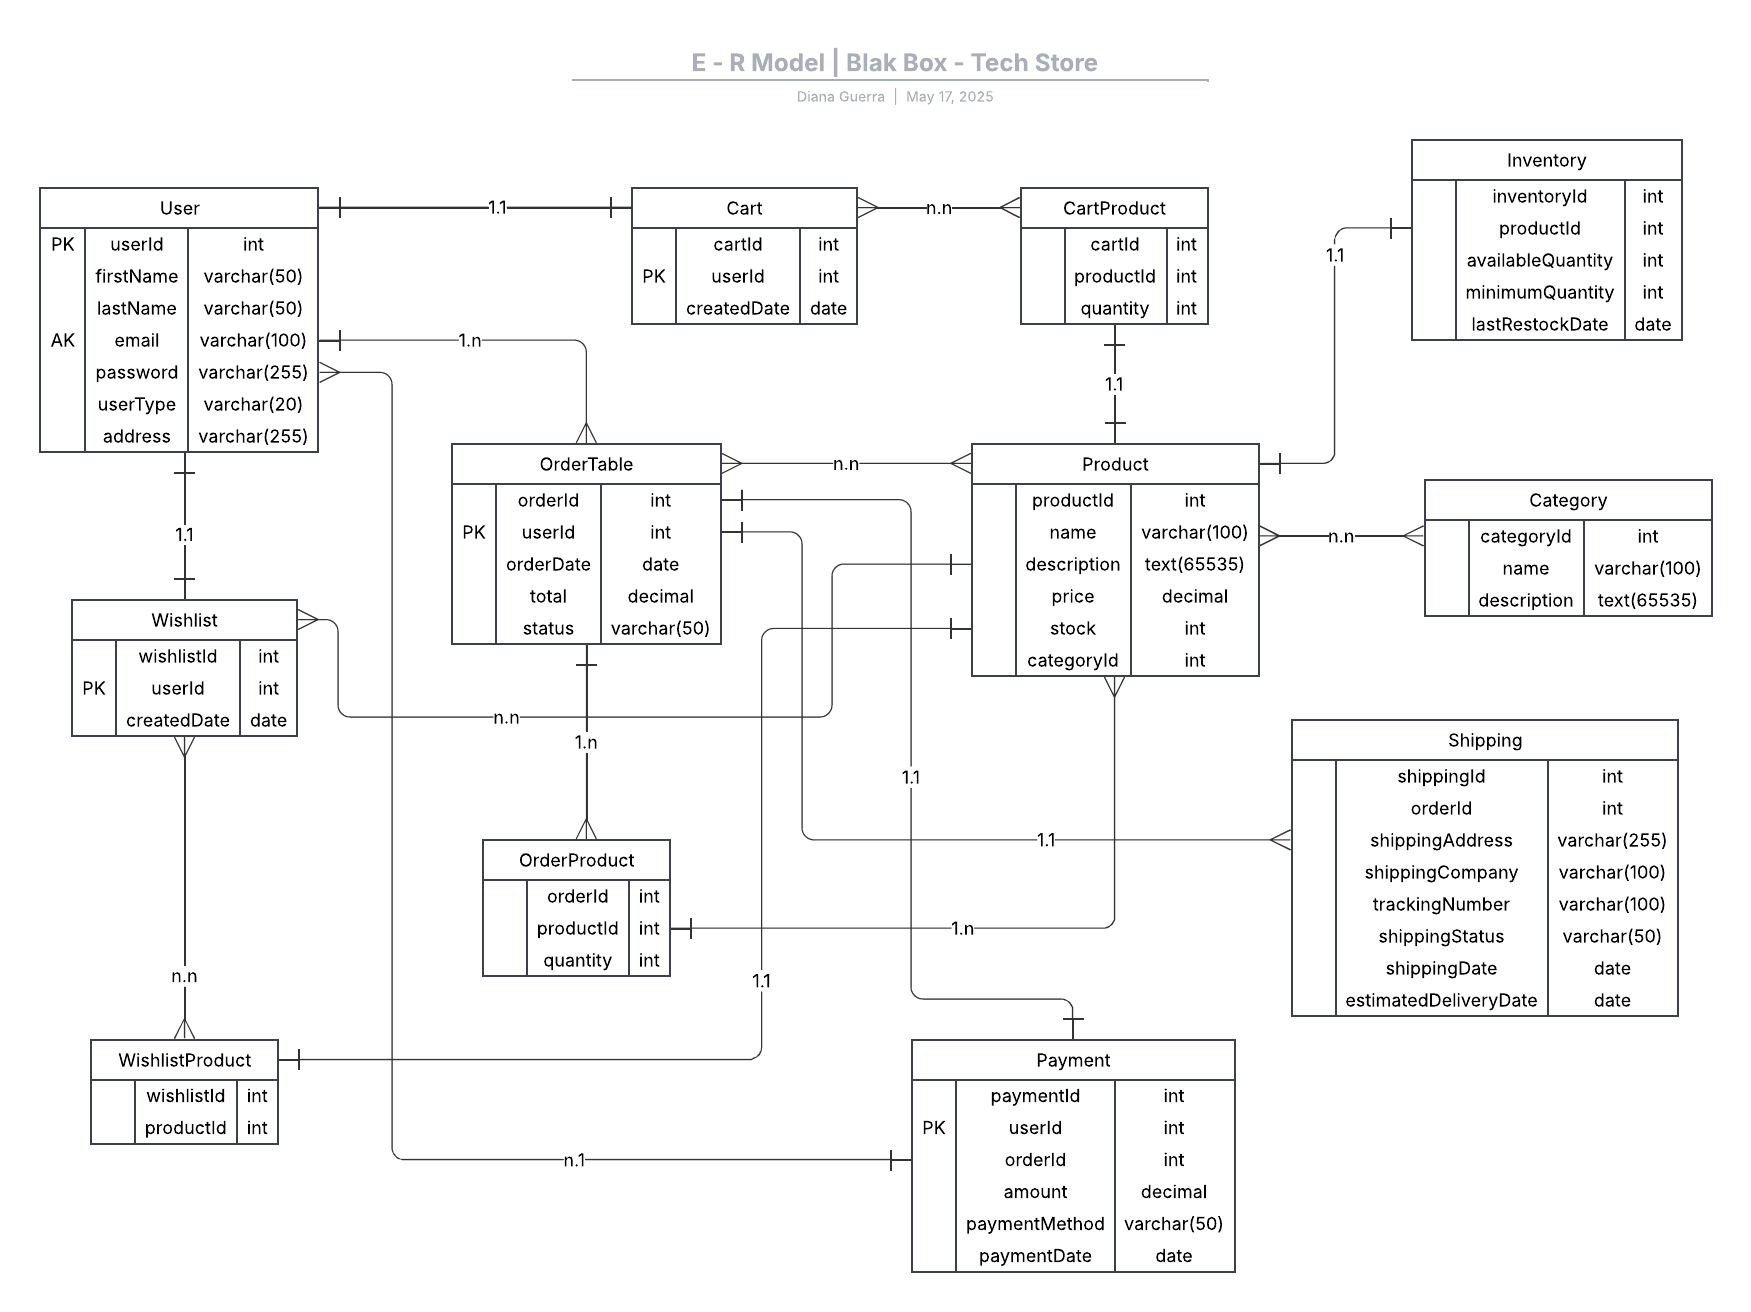 E - R Model | Blak Box - Tech Store
Diana Guerra | May 17, 2025
User
PK userId int
firstName varchar(50)
lastName varchar(50)
AK email varchar(100)
password varchar(255)
userType varchar(20)
address varchar(255)
1.1
Cart
cartId int
PK userId int
createdDate date
n.n
CartProduct
cartId int
productId int
quantity int
1.1
Inventory
inventoryId int
productId int
availableQuantity int
minimumQuantity int
lastRestockDate date
1.n
1.1
OrderTable
orderId int
PK userId int
orderDate date
total decimal
status varchar(50)
n.n
Product
productId int
name varchar(100)
description text(65535)
price decimal
stock int
categoryId int
n.n
Category
categoryId int
name varchar(100)
description text(65535)
1.1
Wishlist
wishlistId int
PK userId int
createdDate date
n.n
1.n
1.1
Shipping
shippingId int
orderId int
shippingAddress varchar(255)
shippingCompany varchar(100)
trackingNumber varchar(100)
shippingStatus varchar(50)
shippingDate date
estimatedDeliveryDate date
1.1
OrderProduct
orderId int
productId int
quantity int
1.n
n.n
1.1
WishlistProduct
wishlistId int
productId int
n.1
Payment
paymentId int
PK userId int
orderId int
amount decimal
paymentMethod varchar(50)
paymentDate date